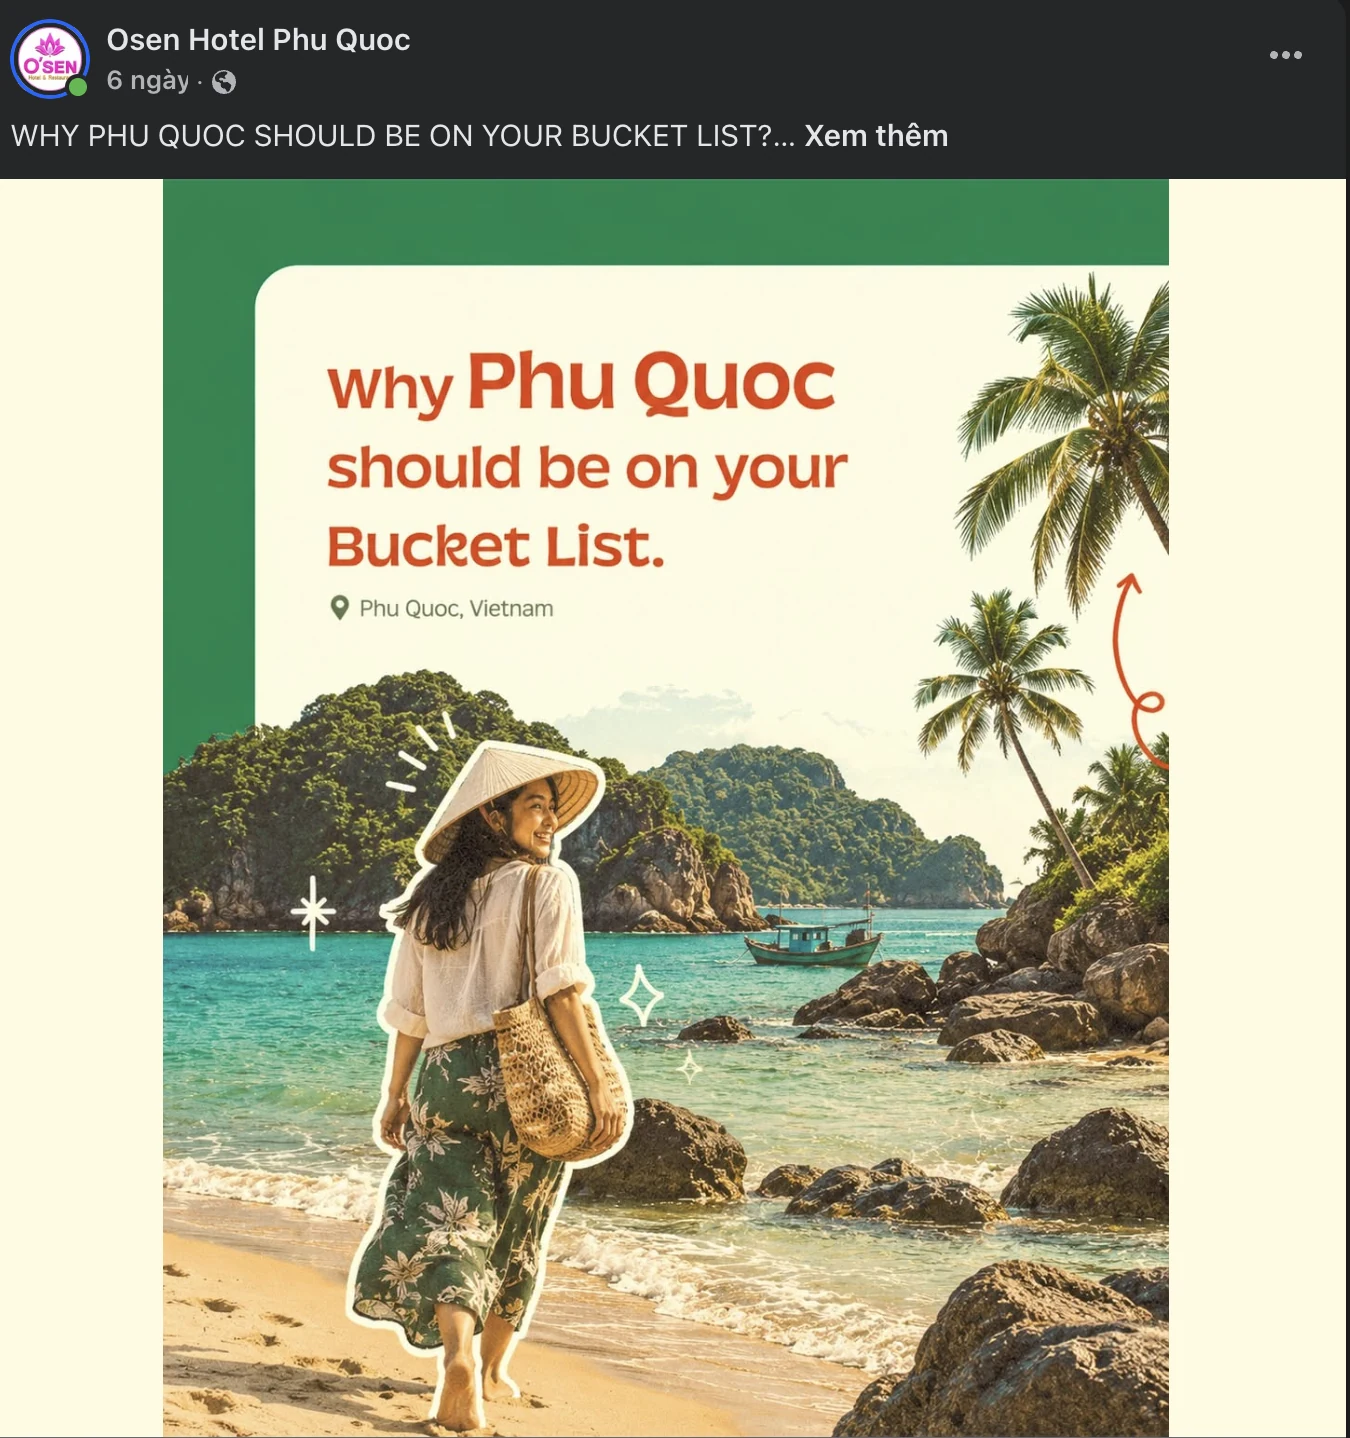 Osen Hotel Phu Quoc
6 ngày ·
O'SEN
WHY PHU QUOC SHOULD BE ON YOUR BUCKET LIST?... Xem thêm
Why Phu Quoc
should be on your
Bucket List.
Phu Quoc, Vietnam